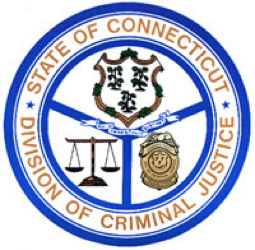 STATE OF CONNECTICUT
DIVISION OF CRIMINAL JUSTICE